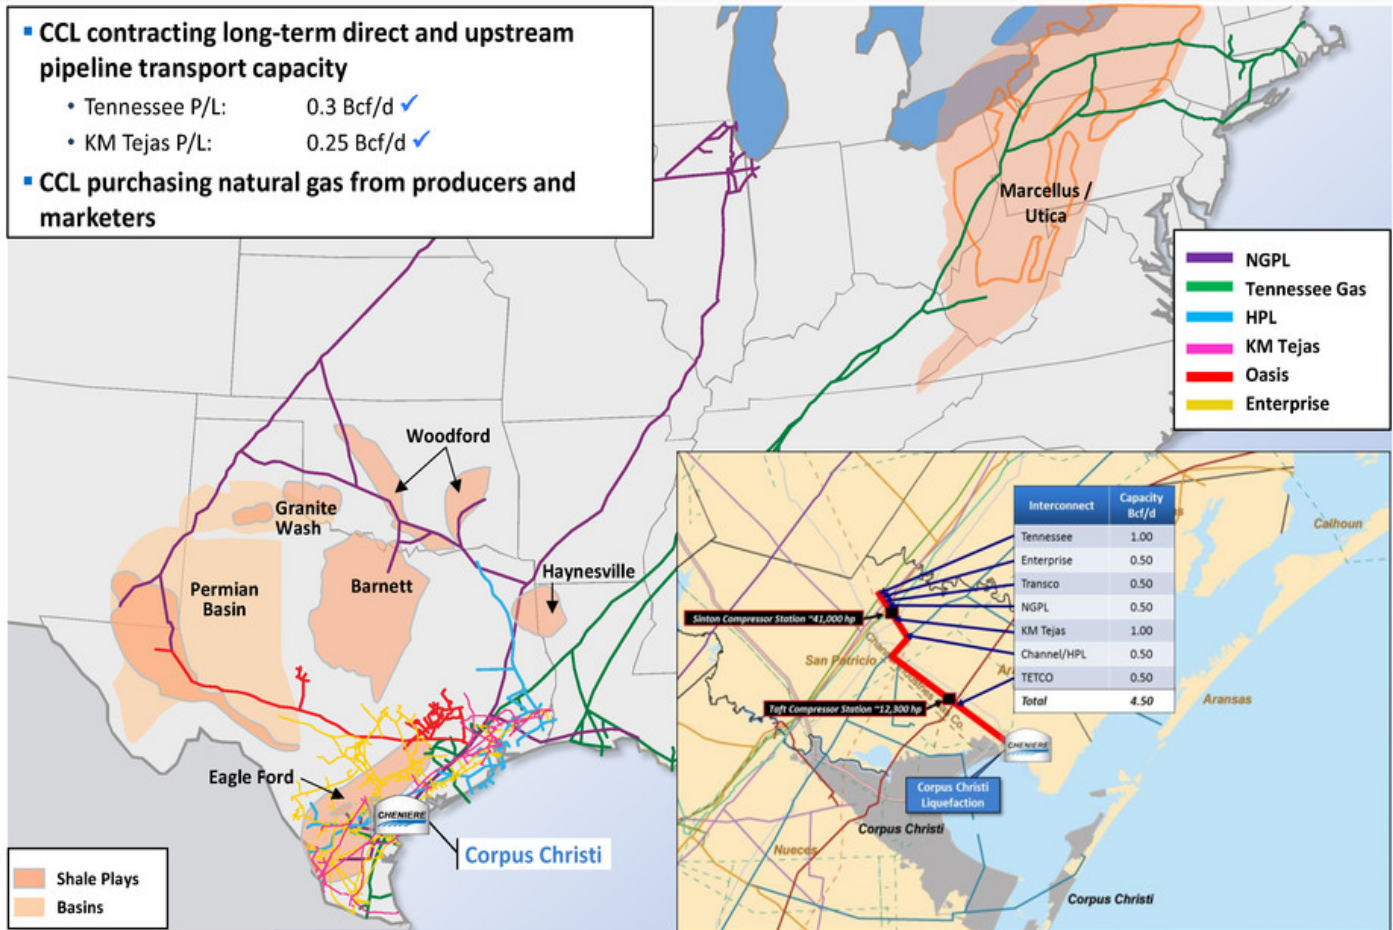 ▪ CCL contracting long-term direct and upstream
pipeline transport capacity
• Tennessee P/L: 0.3 Bcf/d ✓
• KM Tejas P/L: 0.25 Bcf/d ✓
▪ CCL purchasing natural gas from producers and
marketers
Marcellus /
Utica
NGPL
Tennessee Gas
HPL
KM Tejas
Oasis
Enterprise
Woodford
Granite
Wash
Permian
Basin
Barnett
Haynesville
Eagle Ford
CHENIERE
Corpus Christi
Shale Plays
Basins
Interconnect Capacity
Bcf/d
Tennessee 1.00
Enterprise 0.50
Transco 0.50
NGPL 0.50
KM Tejas 1.00
Channel/HPL 0.50
TETCO 0.50
Total 4.50
Calhoun
Sinton Compressor Station ~41,000 hp
San Patricio
Aransas
Taft Compressor Station ~12,300 hp
CHENIERE
Corpus Christi
Liquefaction
Corpus Christi
Nueces
Corpus Christi